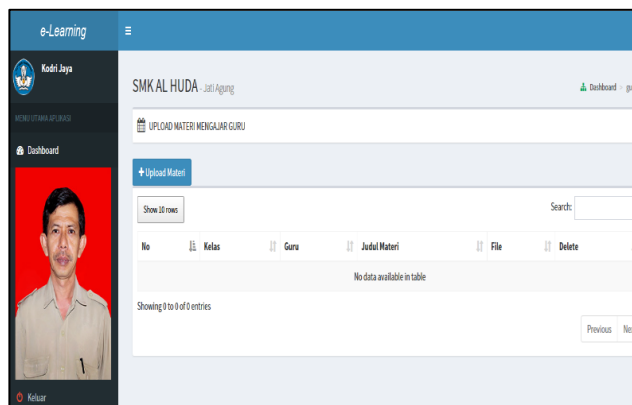 e-Learning
Kodri Jaya
MENU UTAMA APLIKASI
Dashboard
Keluar
SMK AL HUDA - Jati Agung
Dashboard >
UPLOAD MATERI MENGAJAR GURU
+ Upload Materi
Show 10 rows
Search:
No Kelas Guru Judul Materi File Delete
No data available in table
Showing 0 to 0 of 0 entries
Previous